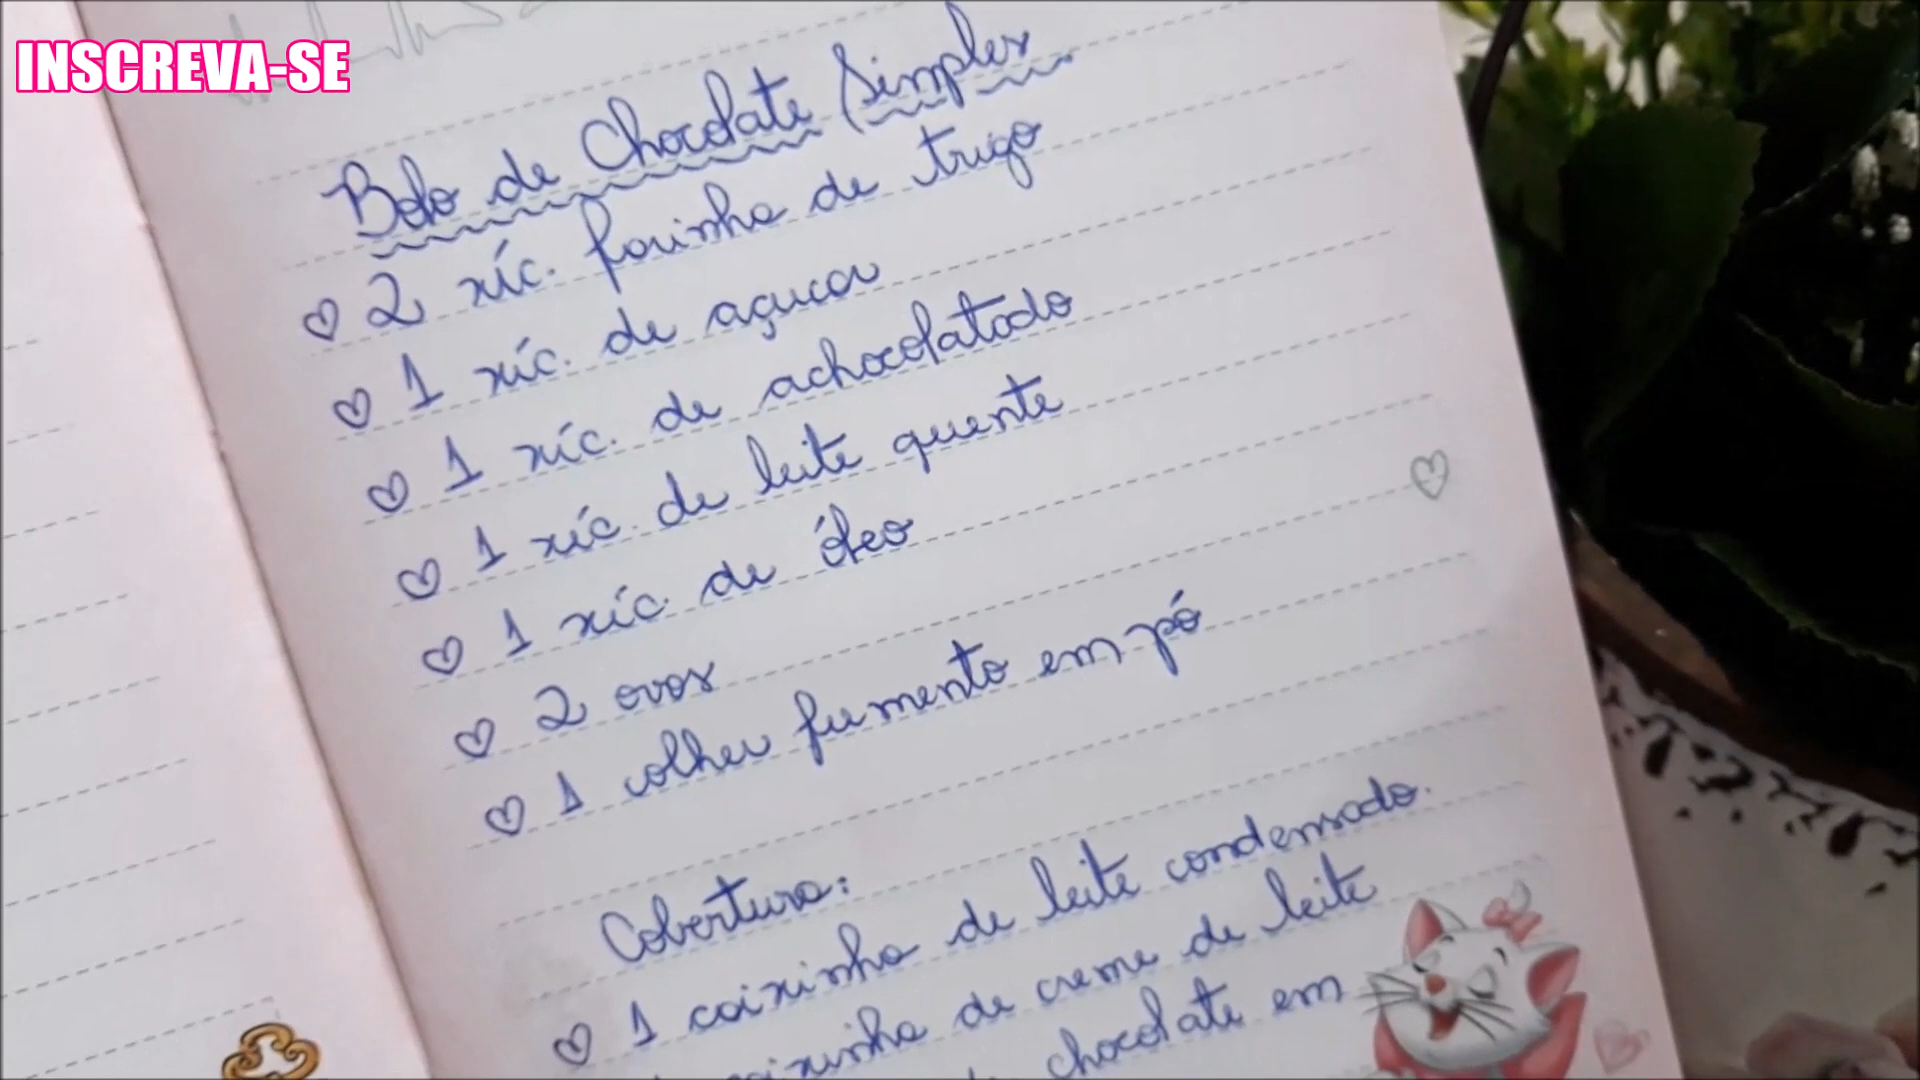 INSCREVA-SE
Bolo de Chocolate Simples
2 xíc. farinha de trigo
1 xíc. de açucar
1 xíc. de achocolatado
1 xíc. de leite quente
1 xíc. de óleo
2 ovos
1 colher fermento em pó
Cobertura:
1 caixinha de leite condensado.
caixinha de creme de leite
chocolate em